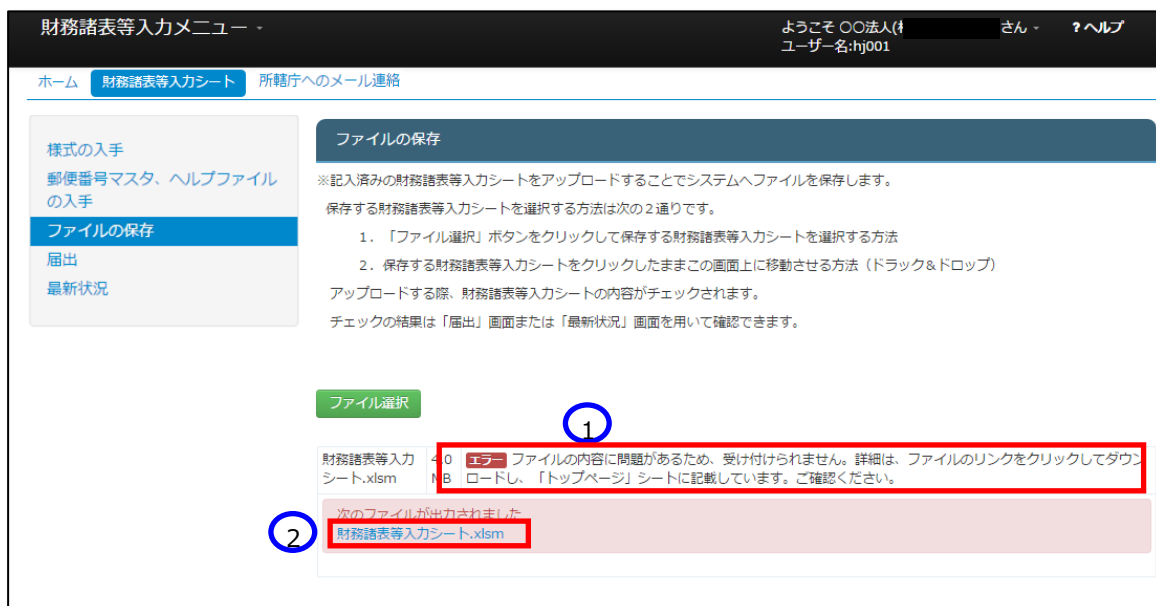 財務諸表等入力メニュー
ようこそ 〇〇法人(
さん
?ヘルプ
ユーザー名:hj001
ホーム
財務諸表等入力シート
所轄庁へのメール連絡
様式の入手
郵便番号マスタ、ヘルプファイル
の入手
ファイルの保存
届出
最新状況
ファイルの保存
※記入済みの財務諸表等入力シートをアップロードすることでシステムへファイルを保存します。
保存する財務諸表等入力シートを選択する方法は次の2通りです。
1.「ファイル選択」ボタンをクリックして保存する財務諸表等入力シートを選択する方法
2.保存する財務諸表等入力シートをクリックしたままこの画面上に移動させる方法（ドラック&ドロップ）
アップロードする際、財務諸表等入力シートの内容がチェックされます。
チェックの結果は「届出」画面または「最新状況」画面を用いて確認できます。
ファイル選択
1
財務諸表等入力
シート.xlsm
4.0
MB
エラー ファイルの内容に問題があるため、受け付けられません。詳細は、ファイルのリンクをクリックしてダウン
ロードし、「トップページ」シートに記載しています。ご確認ください。
次のファイルが出力されました
2
財務諸表等入力シート.xlsm